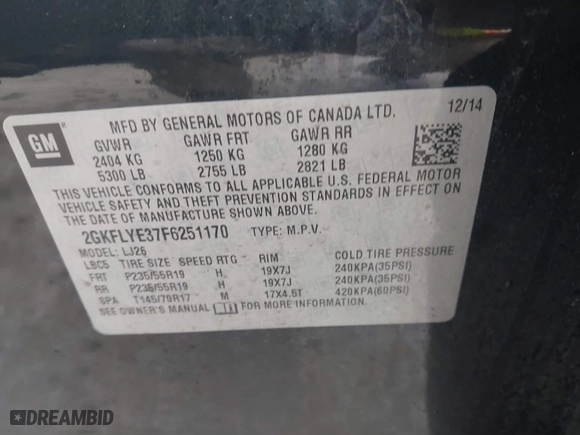 12/14
GM
MFD BY GENERAL MOTORS OF CANADA LTD.
GVWR GAWR FRT GAWR RR
2404 KG 1250 KG 1280 KG
5300 LB 2755 LB 2821 LB
THIS VEHICLE CONFORMS TO ALL APPLICABLE U.S. FEDERAL MOTOR
VEHICLE SAFETY AND THEFT PREVENTION STANDARDS IN EFFECT ON
THE DATE OF MANUFACTURE SHOWN ABOVE.
2GKFLYE37F6251170 TYPE: M.P.V.
MODEL: LJ26
LBC5 TIRE SIZE SPEED RTG RIM COLD TIRE PRESSURE
FRT P235/55R19 H 19X7J 240KPA(35PSI)
RR P235/55R19 H 19X7J 240KPA(35PSI)
SPA T145/70R17 M 17X4.5T 420KPA(60PSI)
SEE OWNER'S MANUAL FOR MORE INFORMATION.
DREAMBID